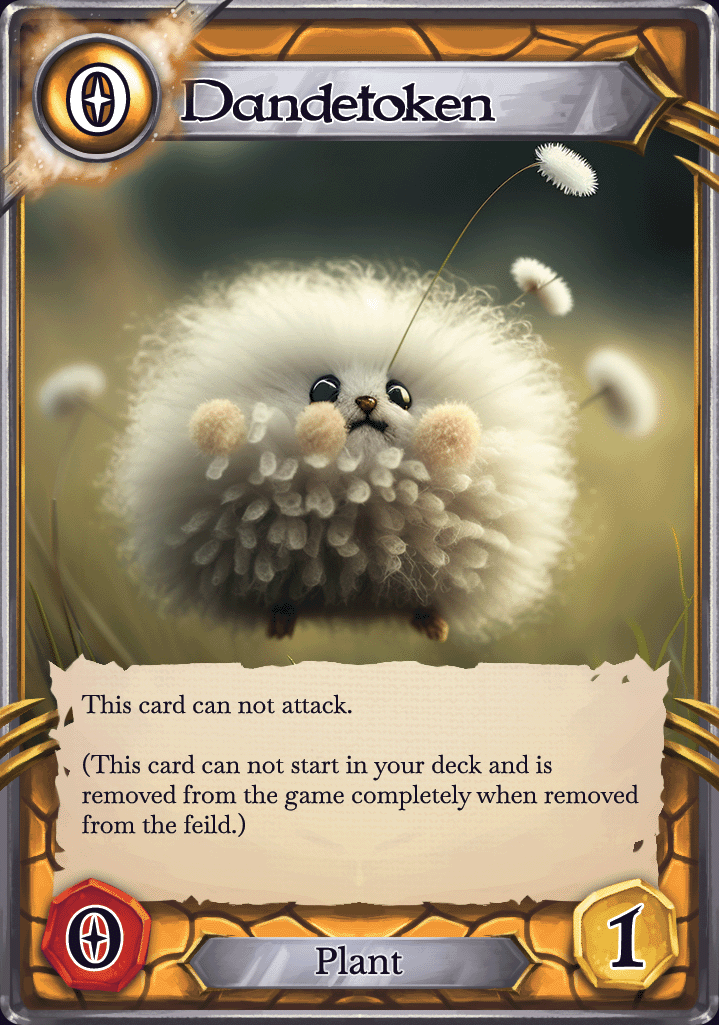 0
Dandetoken
This card can not attack.
(This card can not start in your deck and is
removed from the game completely when removed
from the feild.)
0
Plant
1